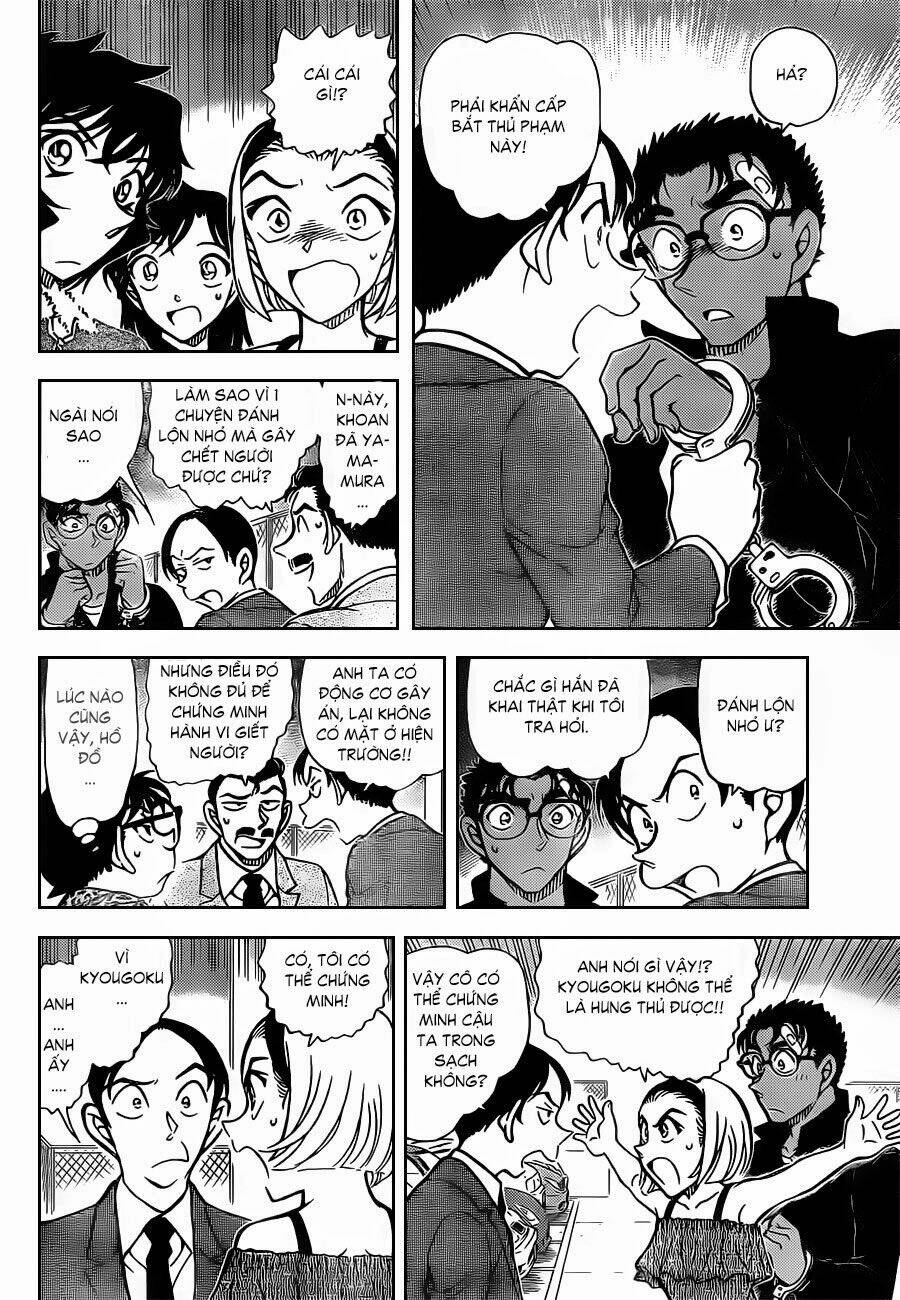 HẢ?
PHẢI KHẨN CẤP
BẮT THỦ PHẠM
NÀY!
CÁI CÁI
GÌ!?
N-NÀY,
KHOAN
ĐÃ YA-
MA-
MURA
...
LÀM SAO VÌ 1
CHUYỆN ĐÁNH
LỘN NHỎ MÀ GÂY
CHẾT NGƯỜI
ĐƯỢC CHỨ?
NGÀI NÓI
SAO
...
ĐÁNH LỘN
NHỎ Ư?
CHẮC GÌ HẮN ĐÃ
KHAI THẬT KHI TÔI
TRA HỎI.
ANH TA CÓ
ĐỘNG CƠ GÂY
ÁN, LẠI KHÔNG
CÓ MẶT Ở HIỆN
TRƯỜNG!!
NHƯNG ĐIỀU ĐÓ
KHÔNG ĐỦ ĐỂ
CHỨNG MINH
HÀNH VI GIẾT
NGƯỜI?
LÚC NÀO
CŨNG
VẬY, HỒ
ĐỒ
...
ANH NÓI GÌ VẬY!?
KYOUGOKU KHÔNG THỂ
LÀ HUNG THỦ ĐƯỢC!!
VẬY CÔ CÓ
THỂ CHỨNG
MINH CẬU
TA TRONG
SẠCH
KHÔNG?
CÓ, TÔI CÓ
THỂ CHỨNG
MINH!
VÌ
KYOUGOKU
...
ANH
...
ANH
ẤY
....